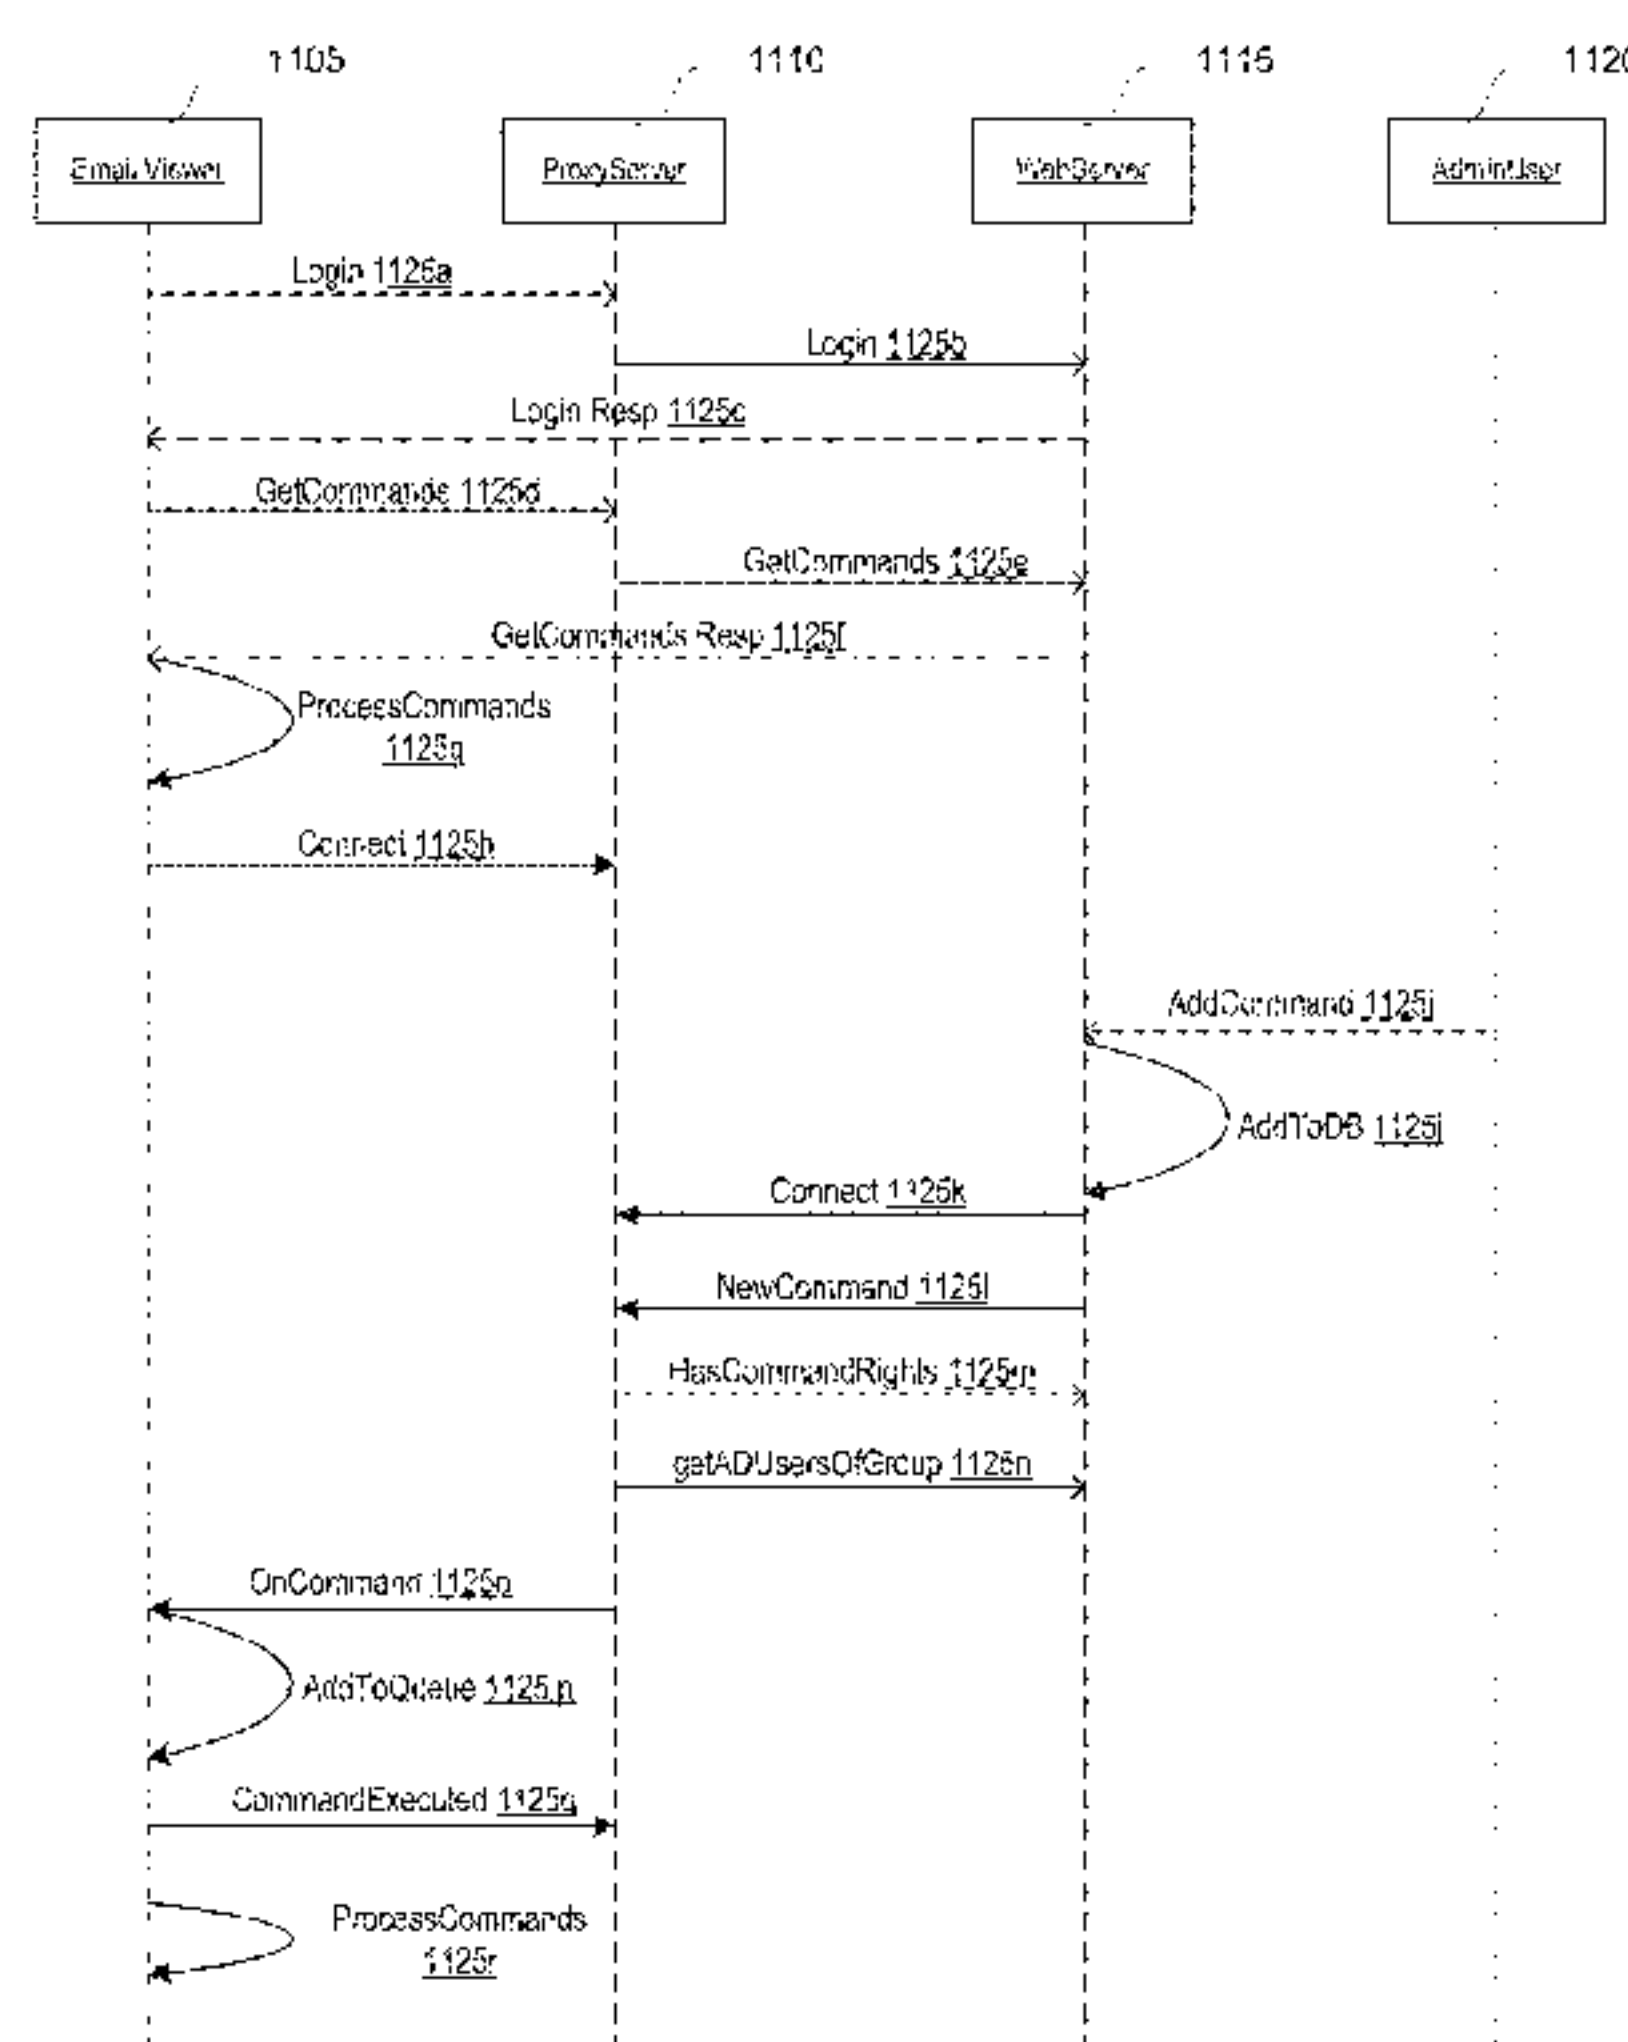 1105 1110 1115 112
Email Viewer ProxyServer WebServer AdminUser
Login 1125a
Login 1125b
Login Resp 1125c
GetCommands 1125d
GetCommands 1125e
GetCommands Resp 1125f
ProcessCommands
1125g
Connect 1125h
AddCommand 1125i
AddToDB 1125j
Connect 1125k
NewCommand 1125l
HasCommandRights 1125m
getADUsersOfGroup 1125n
OnCommand 1125o
AddToQueue 1125p
CommandExecuted 1125q
ProcessCommands
1125r